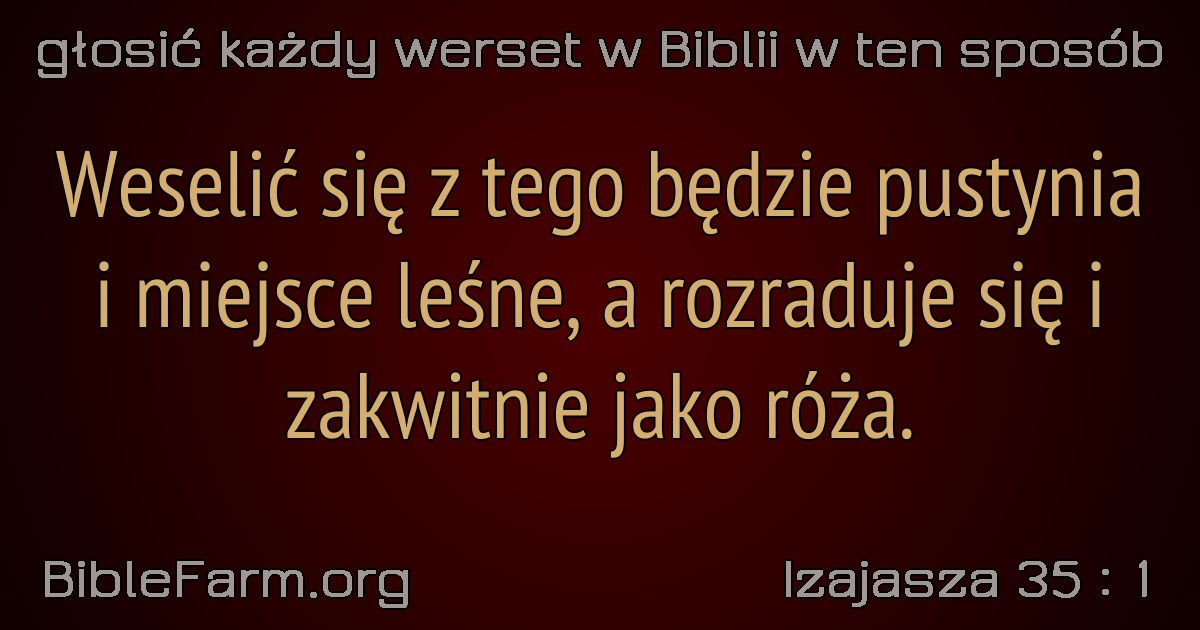 głosić każdy werset w Biblii w ten sposób
Weselić się z tego będzie pustynia
i miejsce leśne, a rozraduje się i
zakwitnie jako róża.
BibleFarm.org
Izajasza 35 : 1